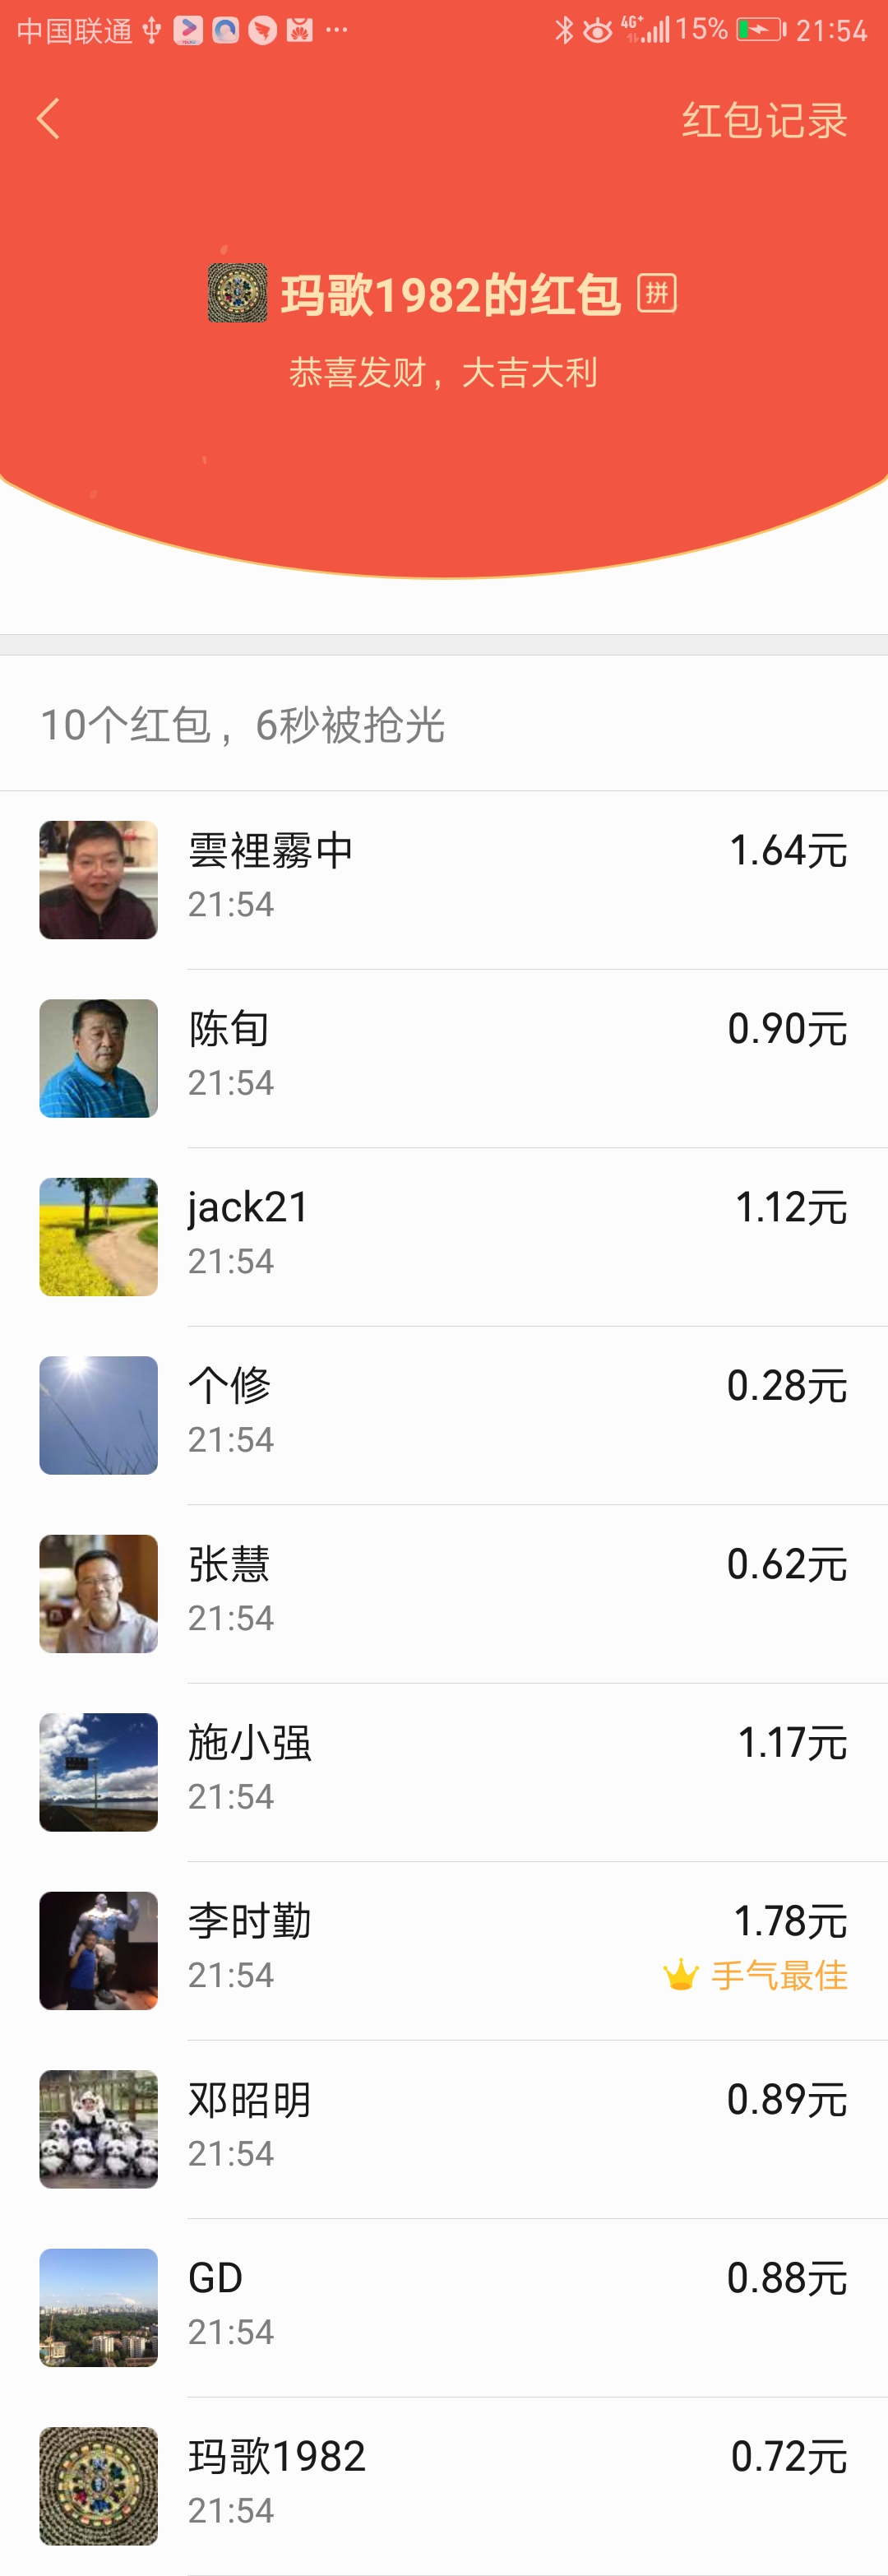 中国联通 4G+ 15% 21:54
红包记录
玛歌1982的红包 拼
恭喜发财，大吉大利
10个红包，6秒被抢光
雲裡霧中 1.64元
21:54
陈旬 0.90元
21:54
jack21 1.12元
21:54
个修 0.28元
21:54
张慧 0.62元
21:54
施小强 1.17元
21:54
李时勤 1.78元
21:54 手气最佳
邓昭明 0.89元
21:54
GD 0.88元
21:54
玛歌1982 0.72元
21:54